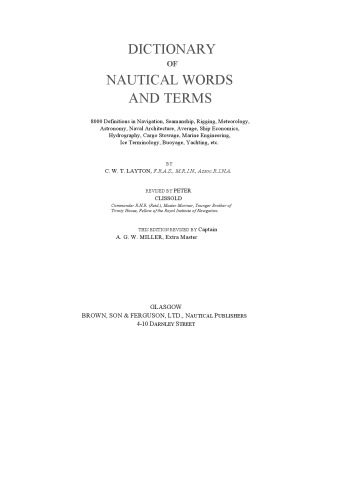 DICTIONARY
OF
NAUTICAL WORDS
AND TERMS
8000 Definitions in Navigation, Seamanship, Rigging, Meteorology,
Astronomy, Naval Architecture, Average, Ship Economics,
Hydrography, Cargo Stowage, Marine Engineering,
Ice Terminology, Buoyage, Yachting, etc.
BY
C. W. T. LAYTON, F.R.A.S., M.R.I.N., Assoc.R.I.N.A.
REVISED BY PETER
CLISSOLD
Commander R.N.R. (Retd.), Master Mariner, Younger Brother of
Trinity House, Fellow of the Royal Institute of Navigation.
THIS EDITION REVISED BY Captain
A. G. W. MILLER, Extra Master
GLASGOW
BROWN, SON & FERGUSON, LTD., NAUTICAL PUBLISHERS
4-10 DARNLEY STREET